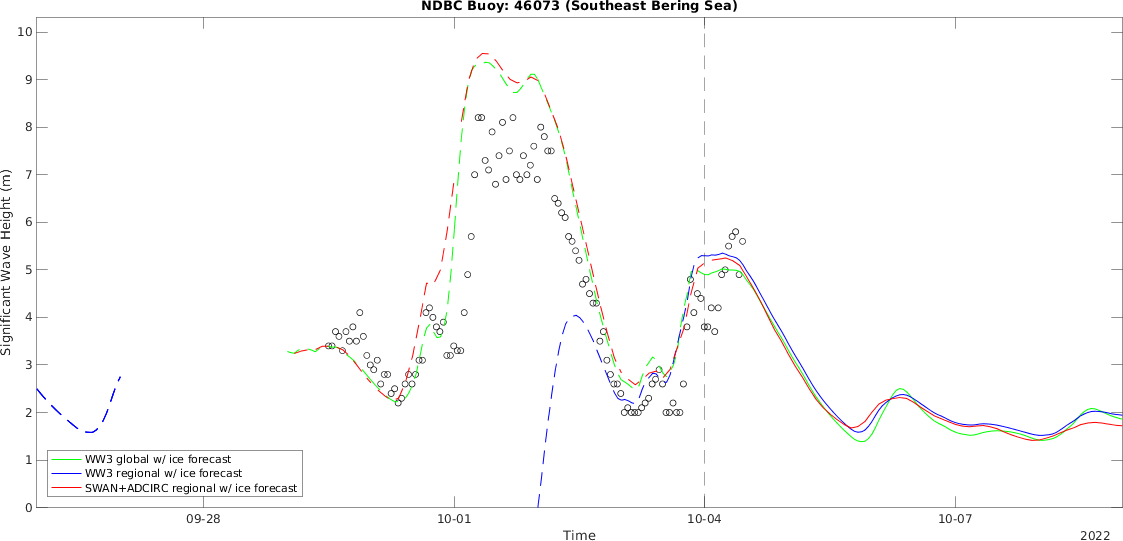 NDBC Buoy: 46073 (Southeast Bering Sea)
10
9
8
7
6
5
4
3
2
1
0
Significant Wave Height (m)
WW3 global w/ ice forecast
WW3 regional w/ ice forecast
SWAN+ADCIRC regional w/ ice forecast
09-28
10-01
10-04
10-07
Time
2022